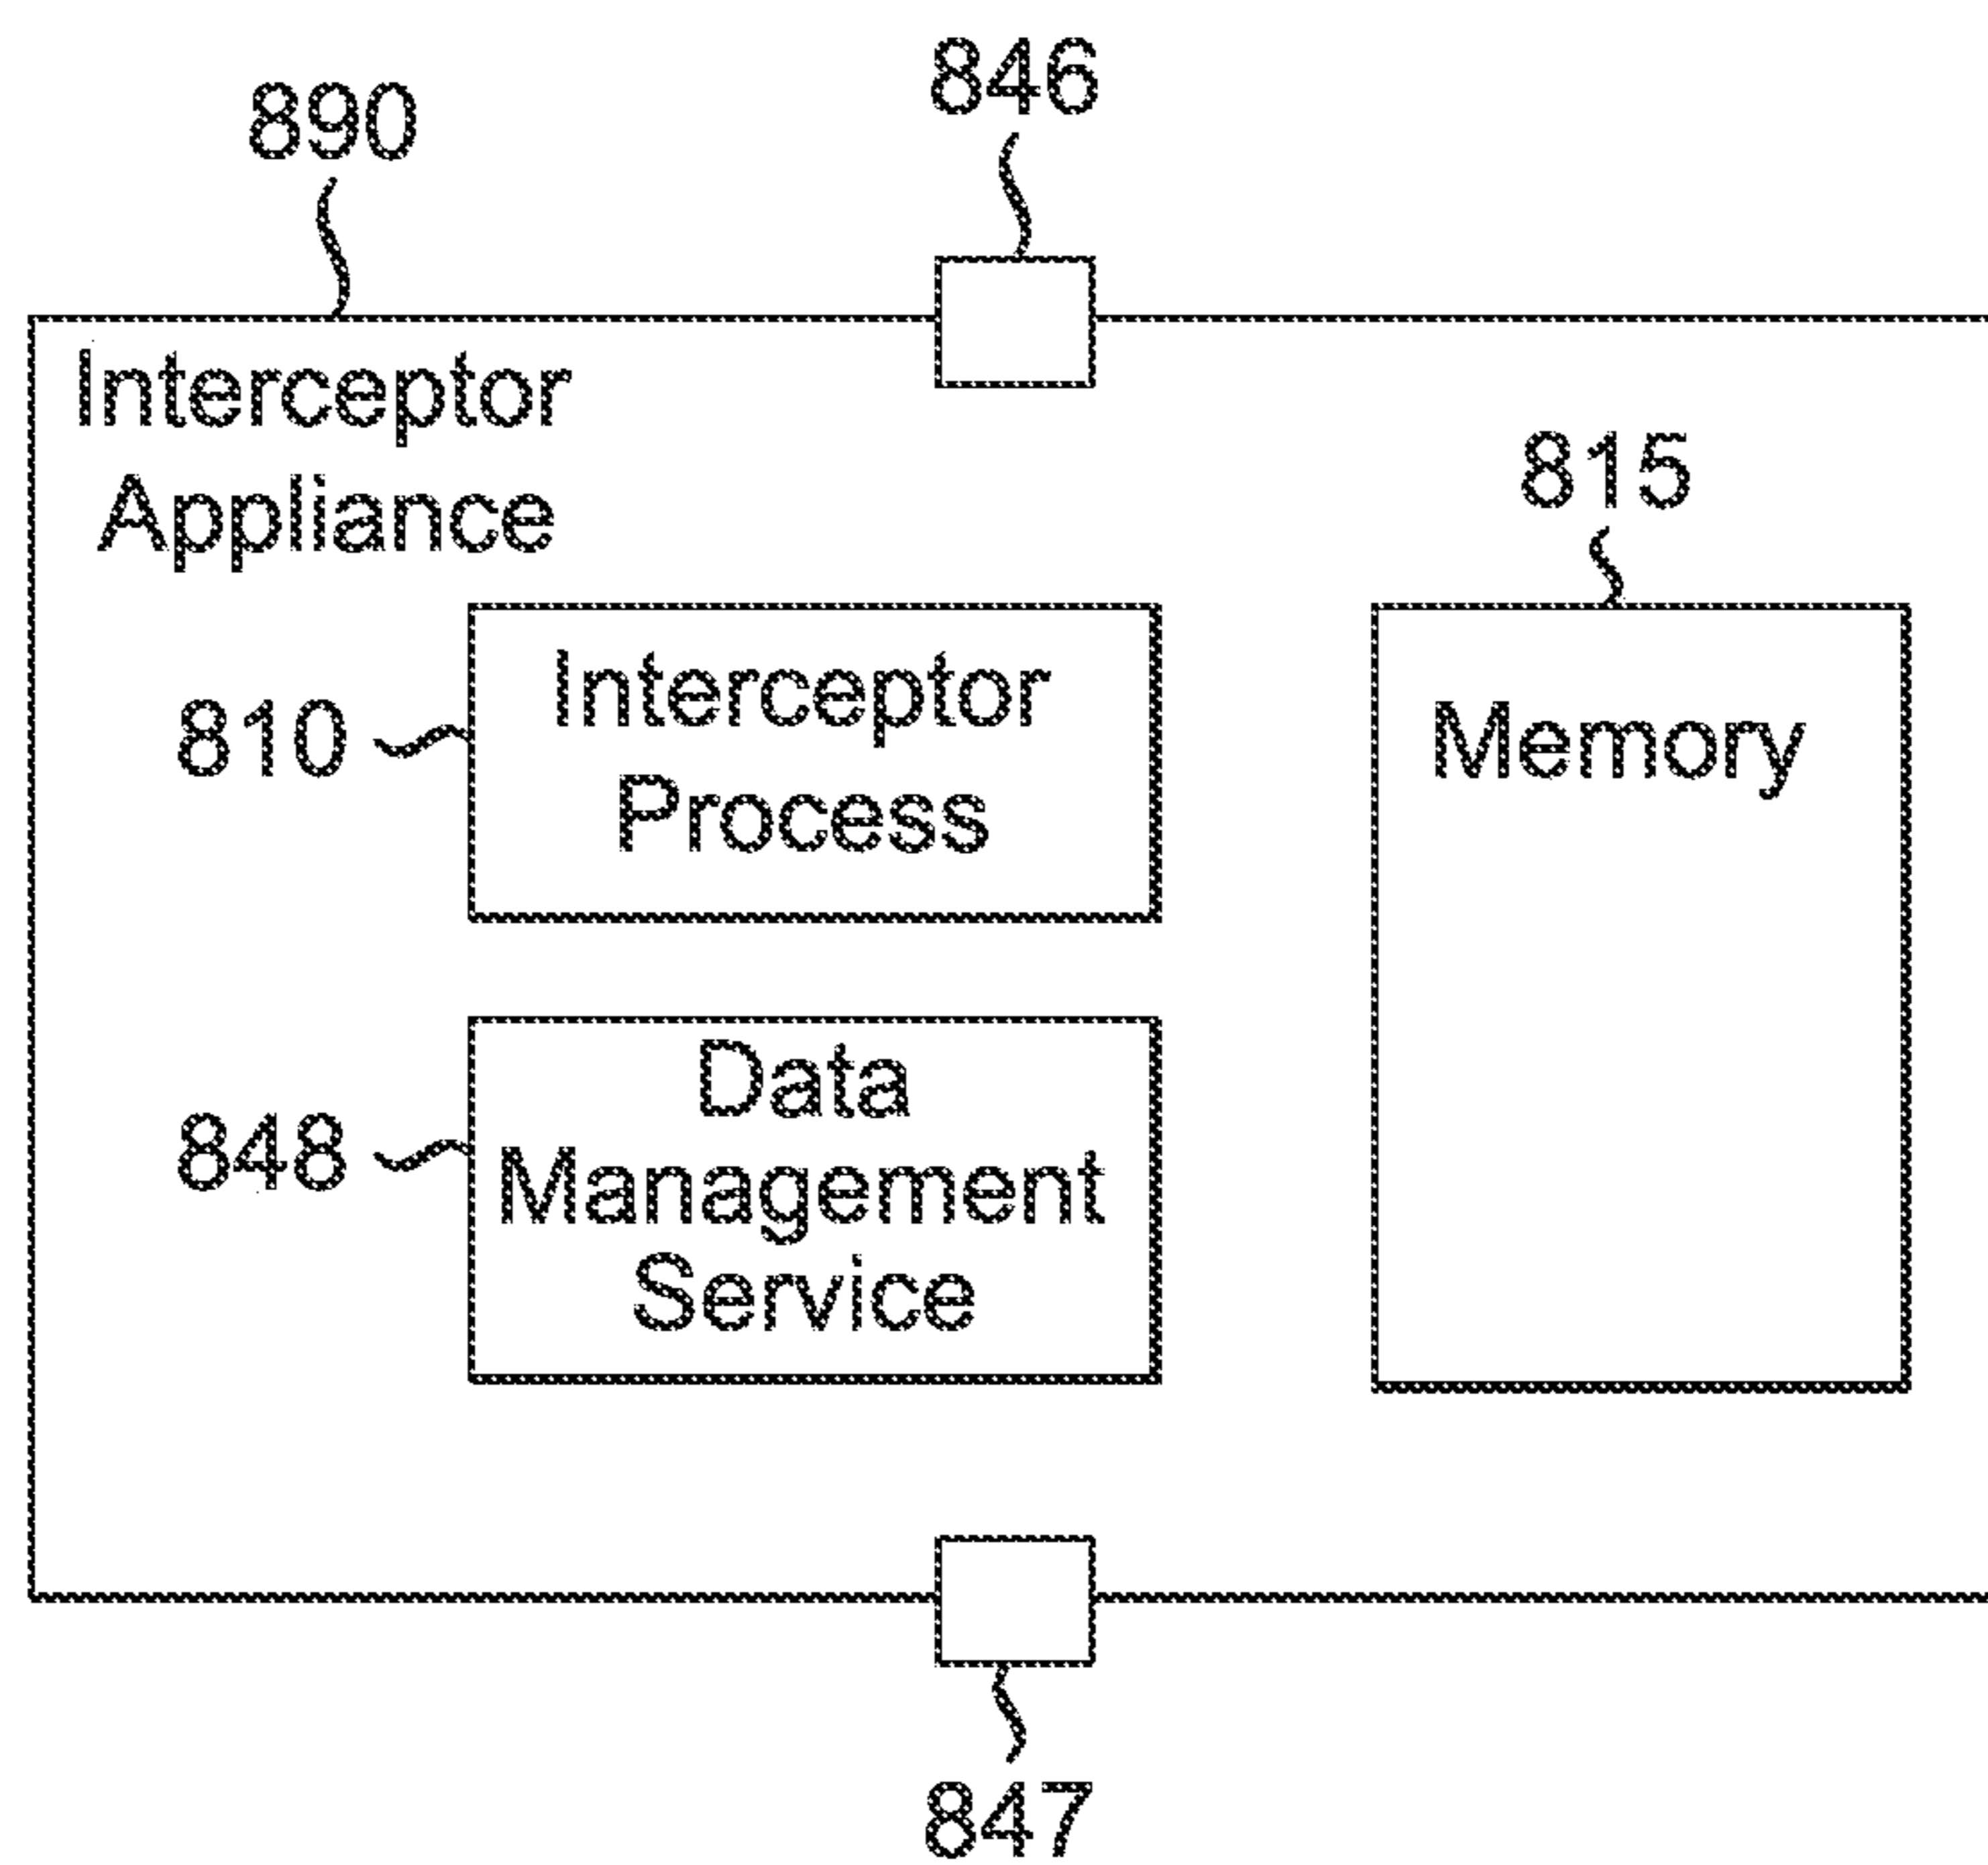 846
890
Interceptor
Appliance
815
Interceptor
Process
810
Memory
Data
Management
Service
848
847